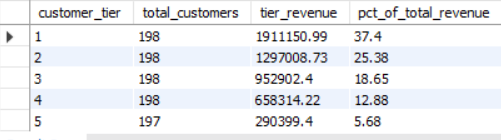 customer_tier total_customers tier_revenue pct_of_total_revenue
1 198 1911150.99 37.4
2 198 1297008.73 25.38
3 198 952902.4 18.65
4 198 658314.22 12.88
5 197 290399.4 5.68